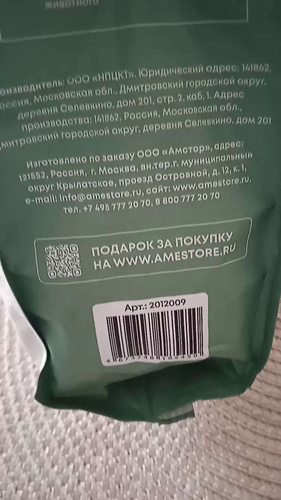 животного
роизводитель: ООО «НПЦКТ». Юридический адрес: 141862,
оссия, Московская обл., Дмитровский городской округ,
деревня Селевкино, дом 201, стр. 2, каб. 1. Адрес
производства: 141862, Россия, Московская обл.,
митровский городской округ, деревня Селевкино, дом 201
Изготовлено по заказу ООО «Амотор», адрес:
121552, Россия, г. Москва, вн.тер.г. муниципальный
округ Крылатское, проезд Островной, д. 12, к. 1,
e-mail: info@amestore.ru, сайт: www.amestore.ru,
тел. +7 495 777 20 70, 8 800 777 20 70
ПОДАРОК ЗА ПОКУПКУ
НА WWW.AMESTORE.RU
Арт.: 2012009